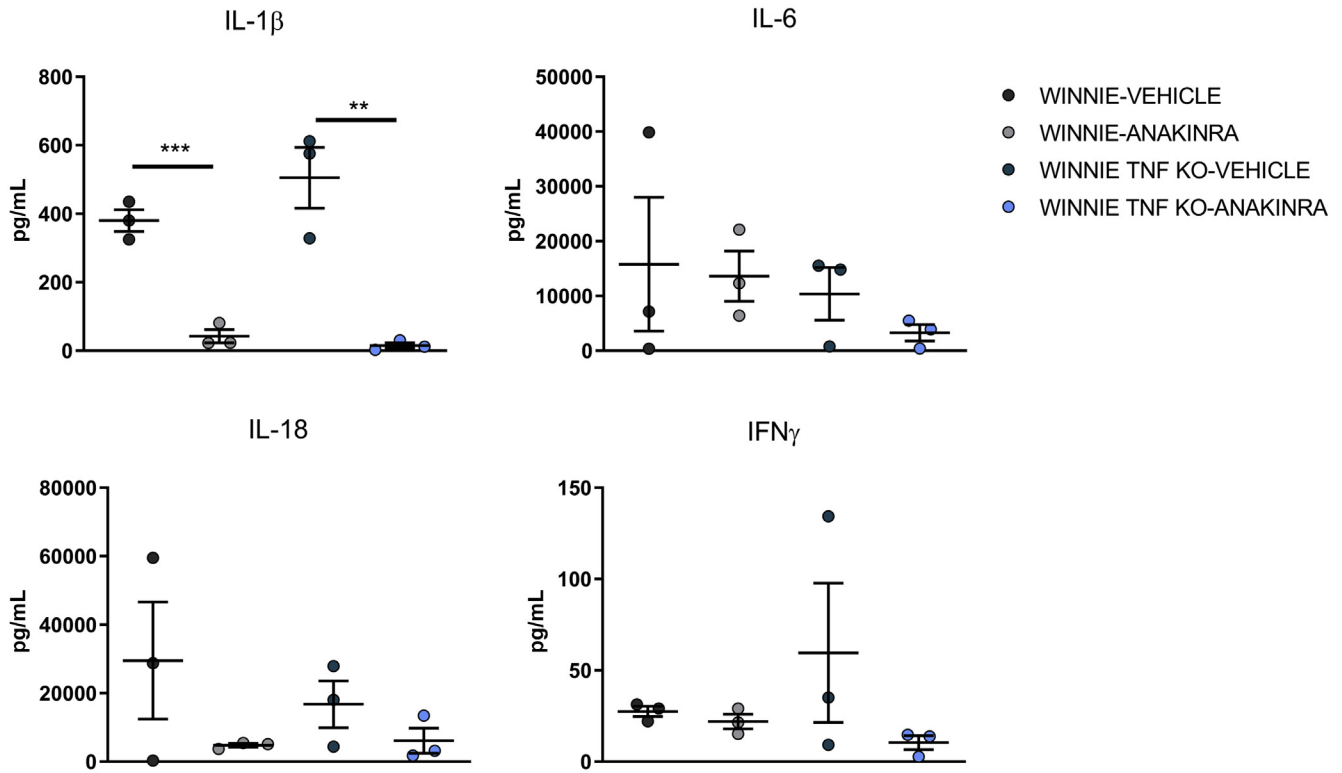 IL-1β
800
600
400
200
0
pg/mL
***
**
IL-6
50000
40000
30000
20000
10000
0
pg/mL
WINNIE-VEHICLE
WINNIE-ANAKINRA
WINNIE TNF KO-VEHICLE
WINNIE TNF KO-ANAKINRA
IL-18
80000
60000
40000
20000
0
pg/mL
IFNγ
150
100
50
0
pg/mL